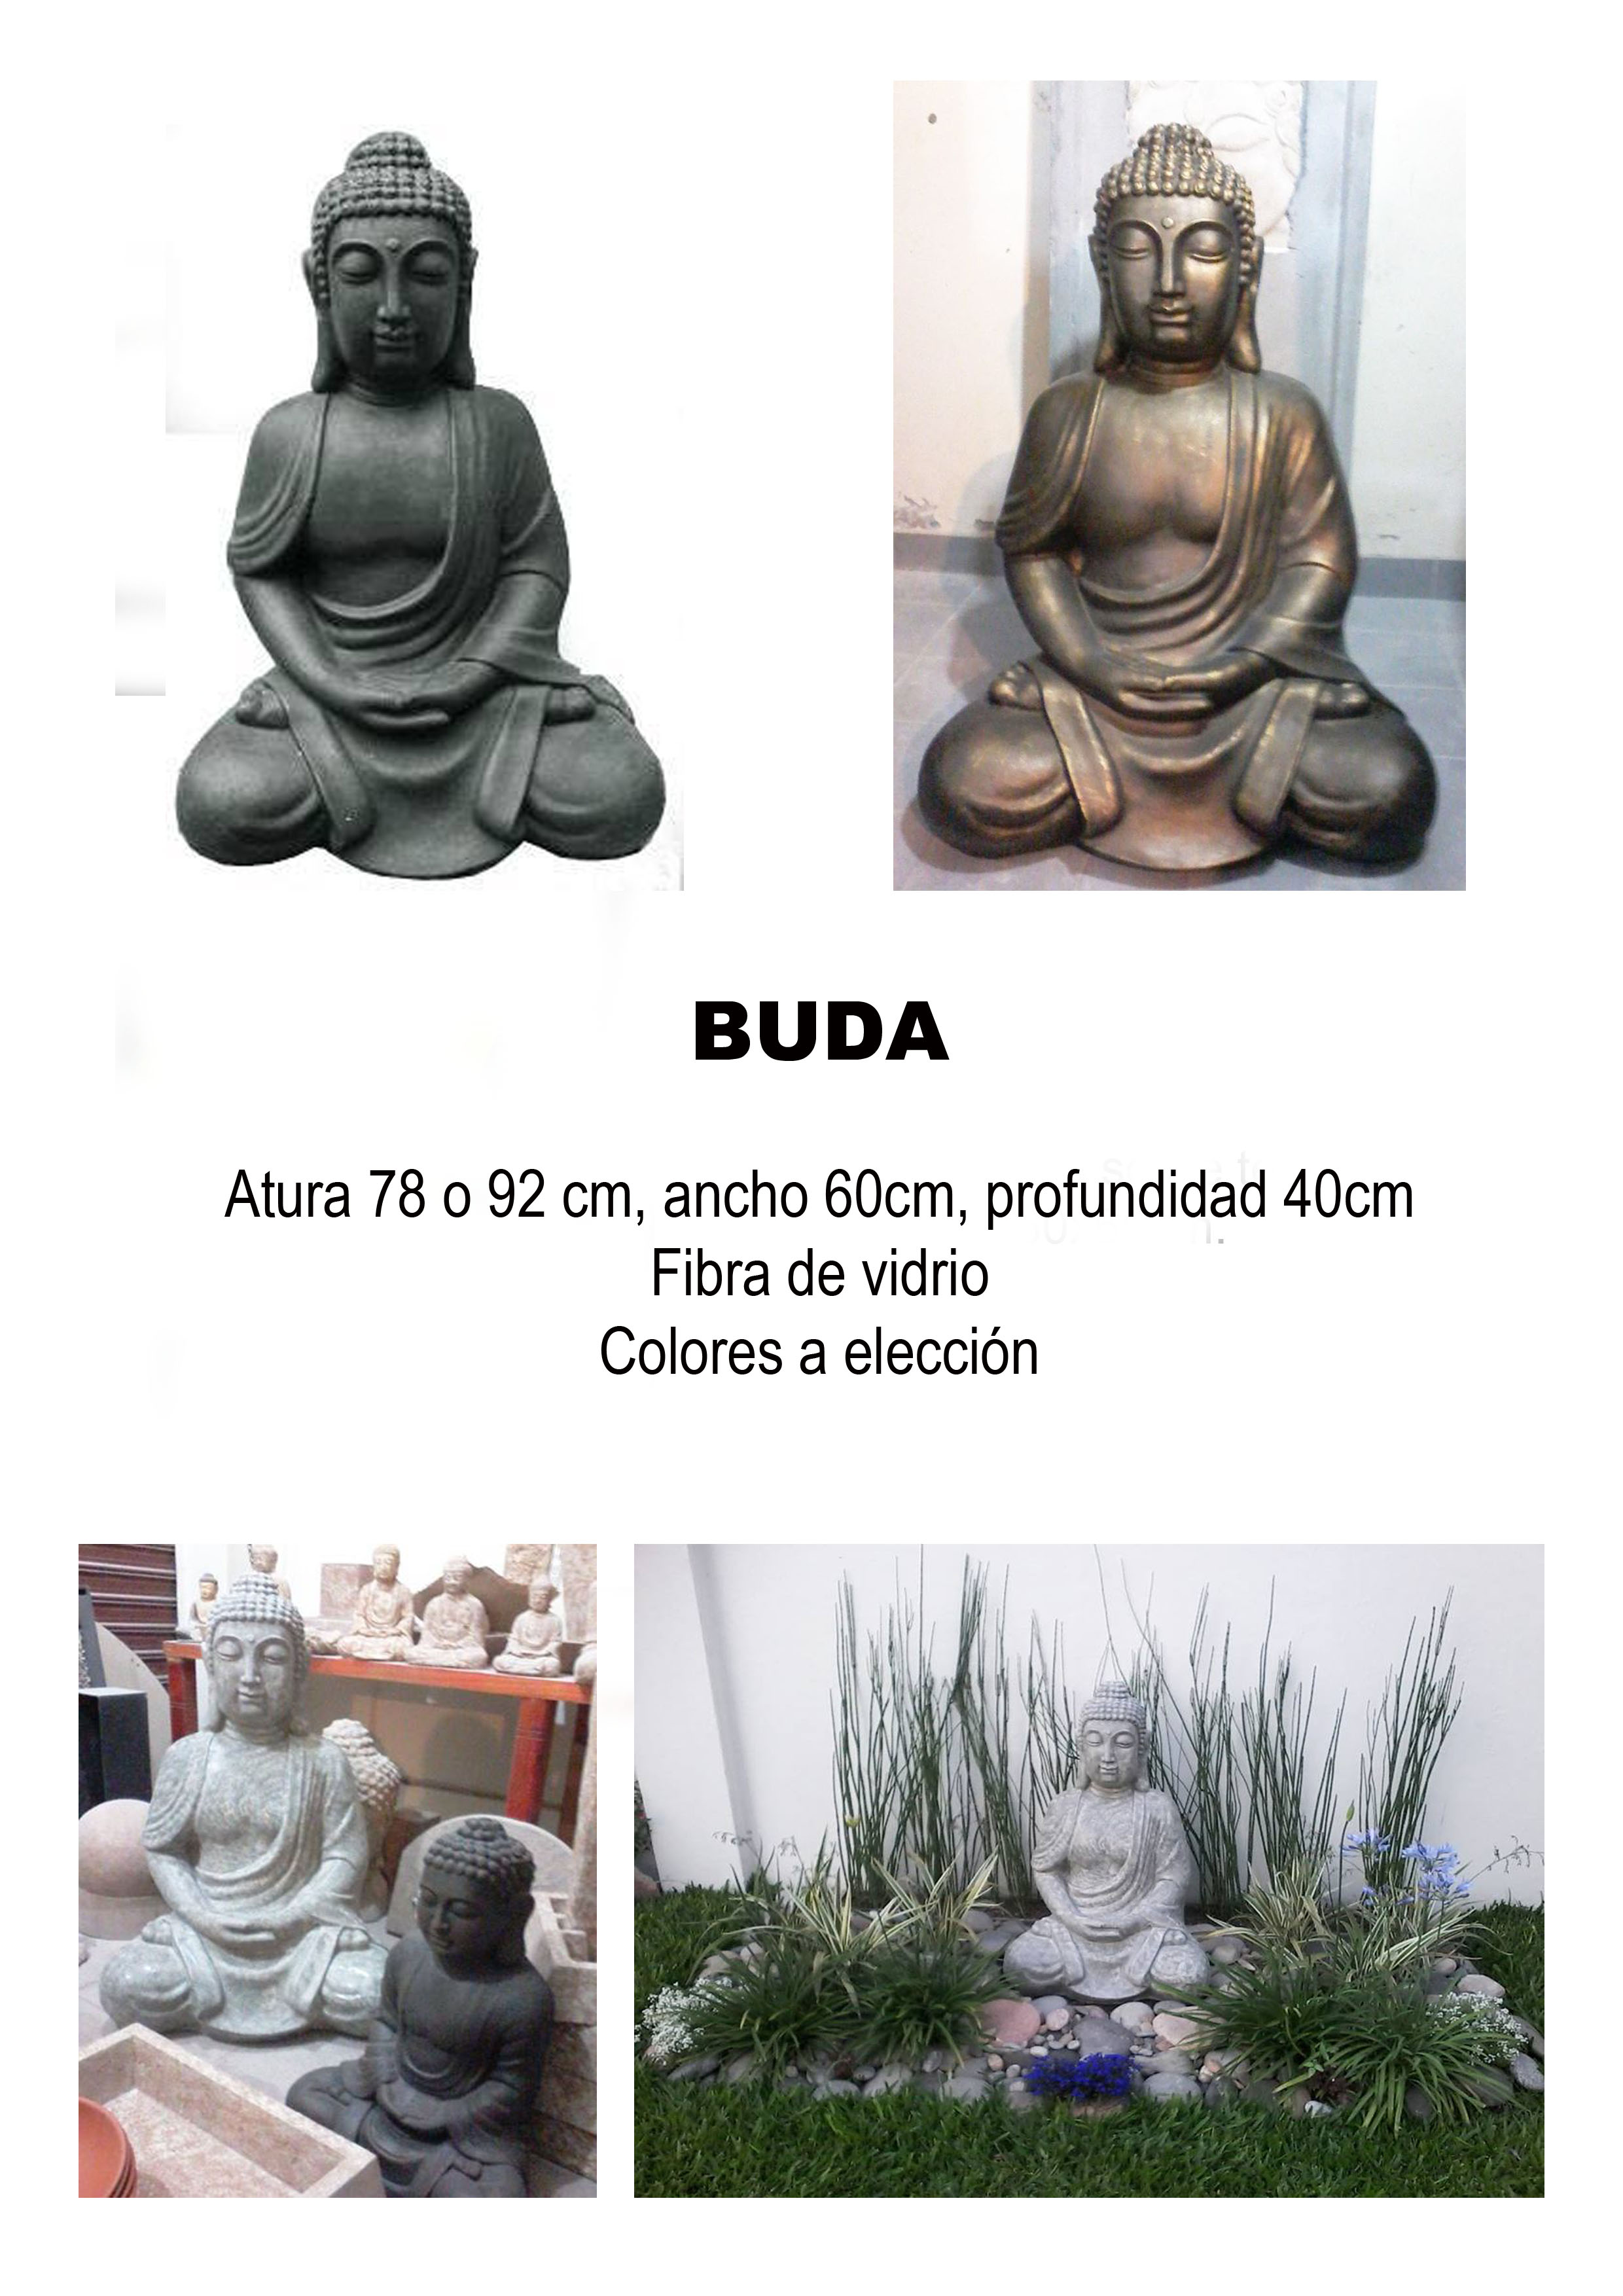 BUDA
Atura 78 o 92 cm, ancho 60cm, profundidad 40cm
Fibra de vidrio
Colores a elección